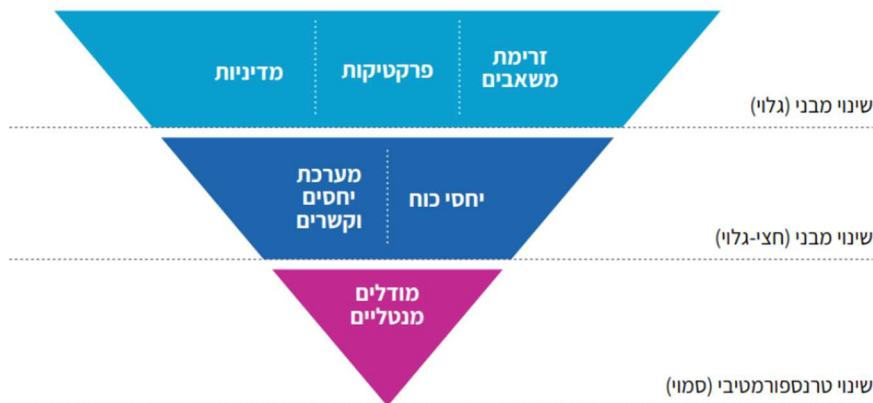 זרימת
משאבים
פרקטיקות
מדיניות
שינוי מבני (גלוי)
יחסי כוח
מערכת
יחסים
וקשרים
שינוי מבני (חצי-גלוי)
מודלים
מנטליים
שינוי טרנספורמטיבי (סמוי)